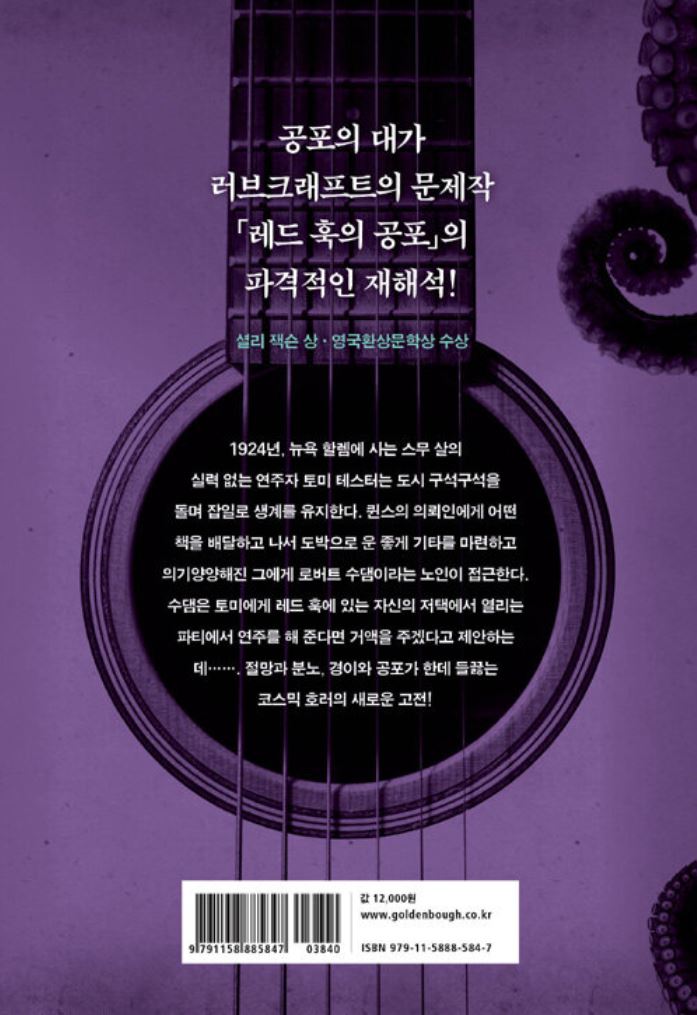 공포의 대가
러브크래프트의 문제작
「레드 훅의 공포」의
파격적인 재해석!
셜리 잭슨 상 · 영국환상문학상 수상
1924년, 뉴욕 할렘에 사는 스무 살의
실력 없는 연주자 토미 테스터는 도시 구석구석을
돌며 잡일로 생계를 유지한다. 퀸스의 의뢰인에게 어떤
책을 배달하고 나서 도박으로 운 좋게 기타를 마련하고
의기양양해진 그에게 로버트 수댐이라는 노인이 접근한다.
수댐은 토미에게 레드 훅에 있는 자신의 저택에서 열리는
파티에서 연주를 해 준다면 거액을 주겠다고 제안하는
데……. 절망과 분노, 경이와 공포가 한데 들끓는
코스믹 호러의 새로운 고전!
값 12,000원
www.goldenbough.co.kr
9 791158 885847 03840
ISBN 979-11-5888-584-7